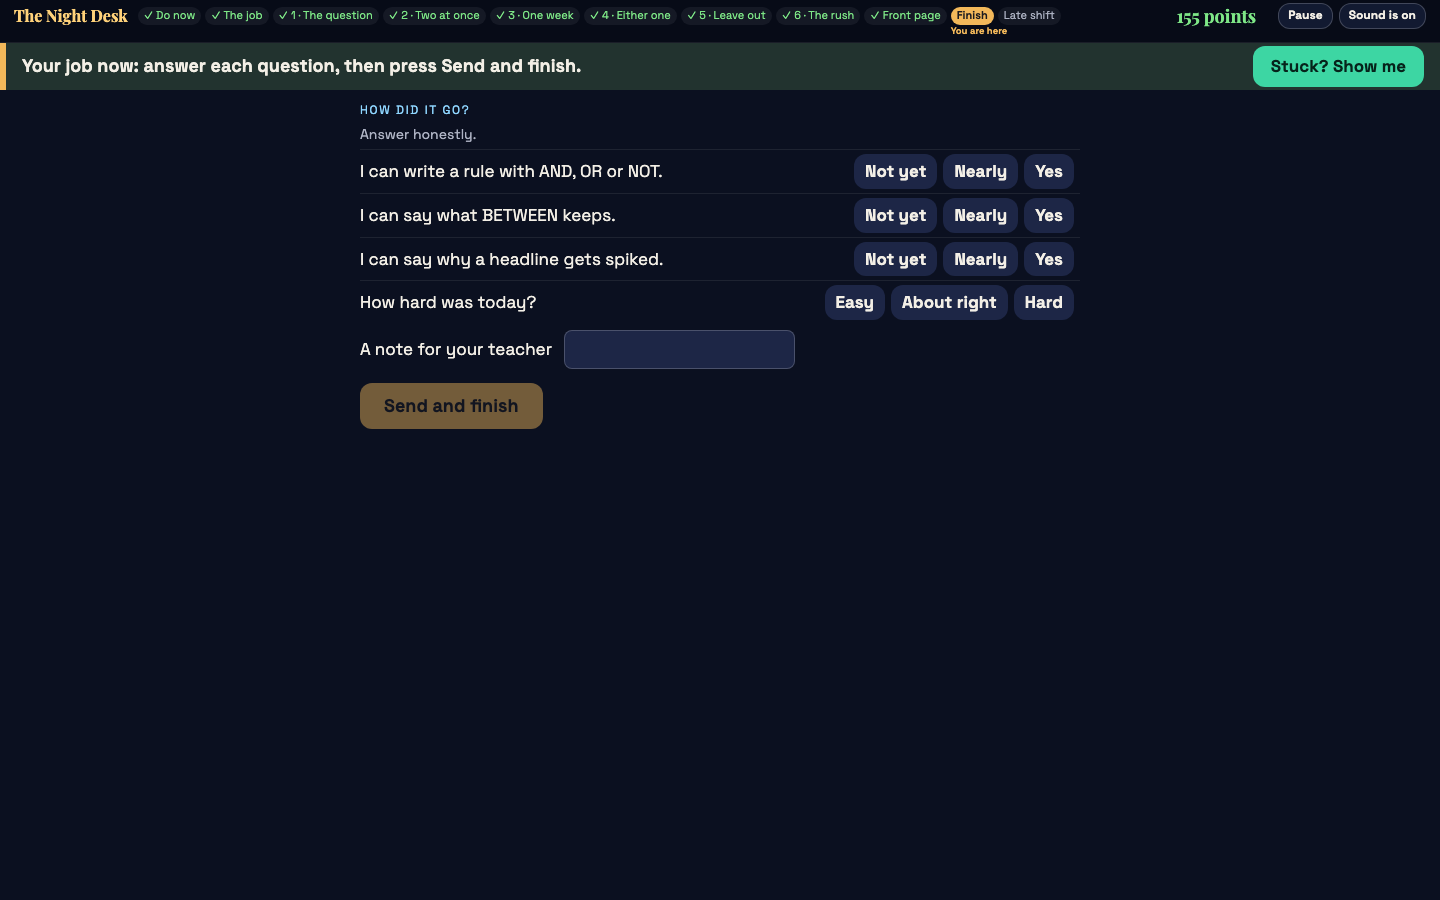 The Night Desk ✓ Do now ✓ The job ✓ 1 · The question ✓ 2 · Two at once ✓ 3 · One week ✓ 4 · Either one ✓ 5 · Leave out ✓ 6 · The rush ✓ Front page Finish Late shift 155 points Pause Sound is on
You are here
Your job now: answer each question, then press Send and finish. Stuck? Show me
HOW DID IT GO?
Answer honestly.
I can write a rule with AND, OR or NOT. Not yet Nearly Yes
I can say what BETWEEN keeps. Not yet Nearly Yes
I can say why a headline gets spiked. Not yet Nearly Yes
How hard was today? Easy About right Hard
A note for your teacher
Send and finish